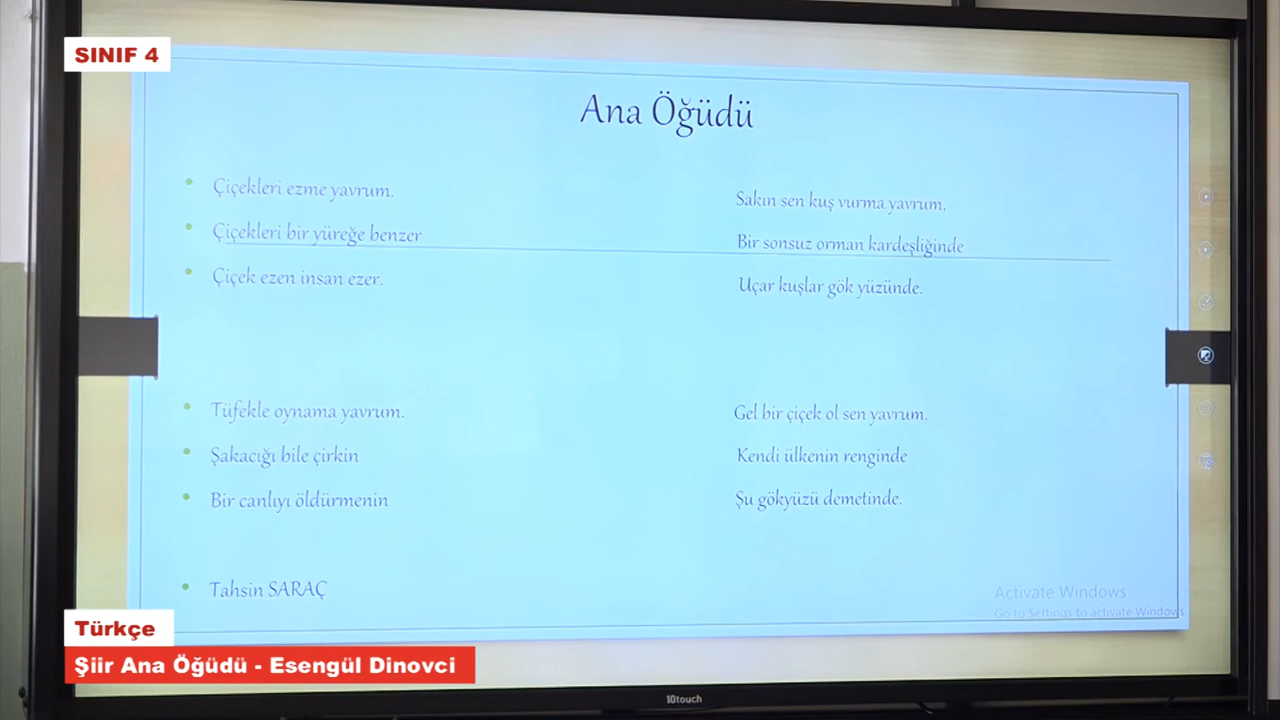 SINIF 4
Ana Öğüdü
Çiçekleri ezme yavrum.
Çiçekleri bir yüreğe benzer
Çiçek ezen insan ezer.
Sakın sen kuş vurma yavrum,
Bir sonsuz orman kardeşliğinde
Uçar kuşlar gök yüzünde.
Tüfekle oynama yavrum.
Şakacığı bile çirkin
Bir canlıyı öldürmenin
Gel bir çiçek ol sen yavrum.
Kendi ülkenin renginde
Şu gökyüzü demetinde.
Tahsin SARAÇ
Activate Windows
Go to Settings to activate Windows
Türkçe
Şiir Ana Öğüdü - Esengül Dinovci
10touch